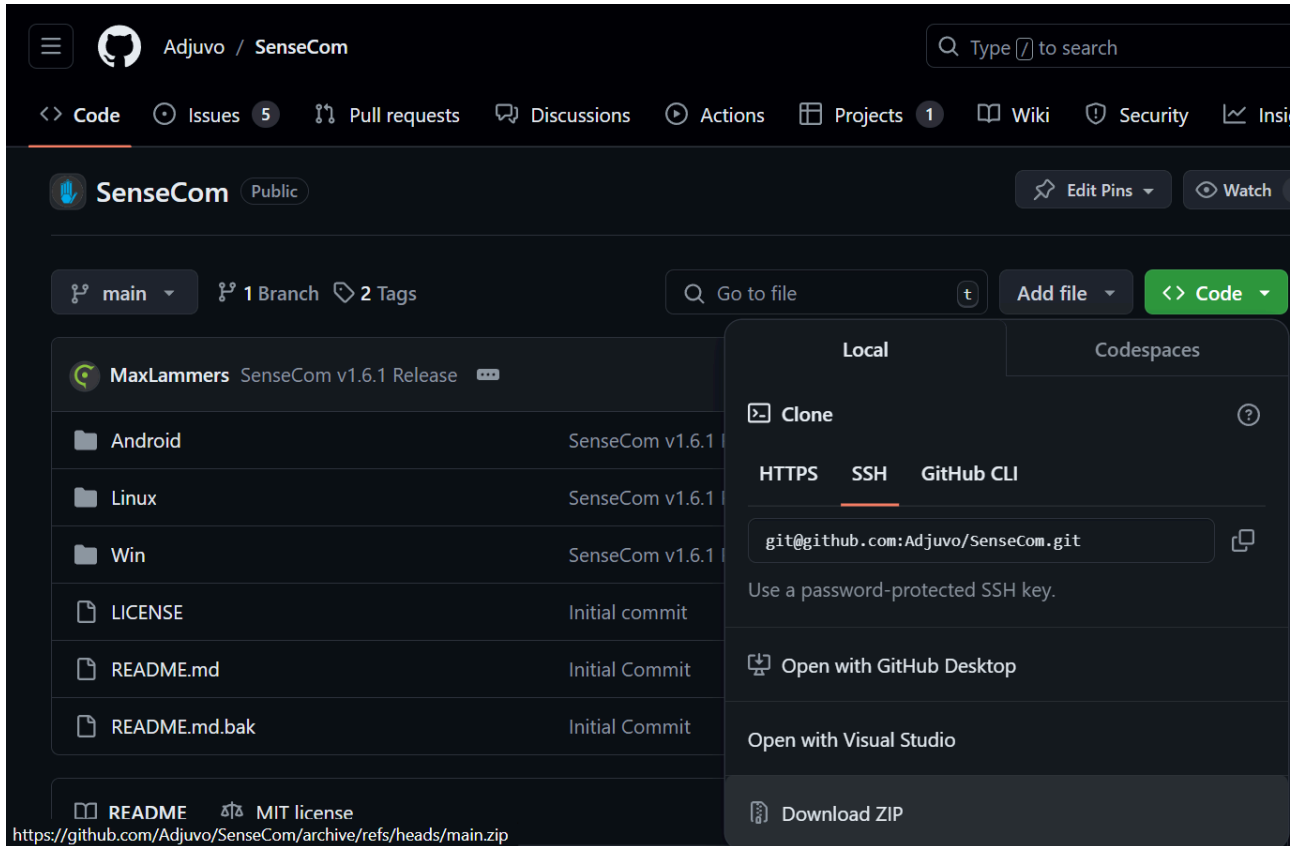 Adjuvo / SenseCom
Type / to search
Code Issues 5 Pull requests Discussions Actions Projects 1 Wiki Security Insi
SenseCom Public
Edit Pins Watch
main 1 Branch 2 Tags
Go to file t
Add file
Code
Local Codespaces
MaxLammers SenseCom v1.6.1 Release
Android SenseCom v1.6.1
Linux SenseCom v1.6.1
Win SenseCom v1.6.1
LICENSE Initial commit
README.md Initial Commit
README.md.bak Initial Commit
README MIT license
Clone
HTTPS SSH GitHub CLI
git@github.com:Adjuvo/SenseCom.git
Use a password-protected SSH key.
Open with GitHub Desktop
Open with Visual Studio
Download ZIP
https://github.com/Adjuvo/SenseCom/archive/refs/heads/main.zip